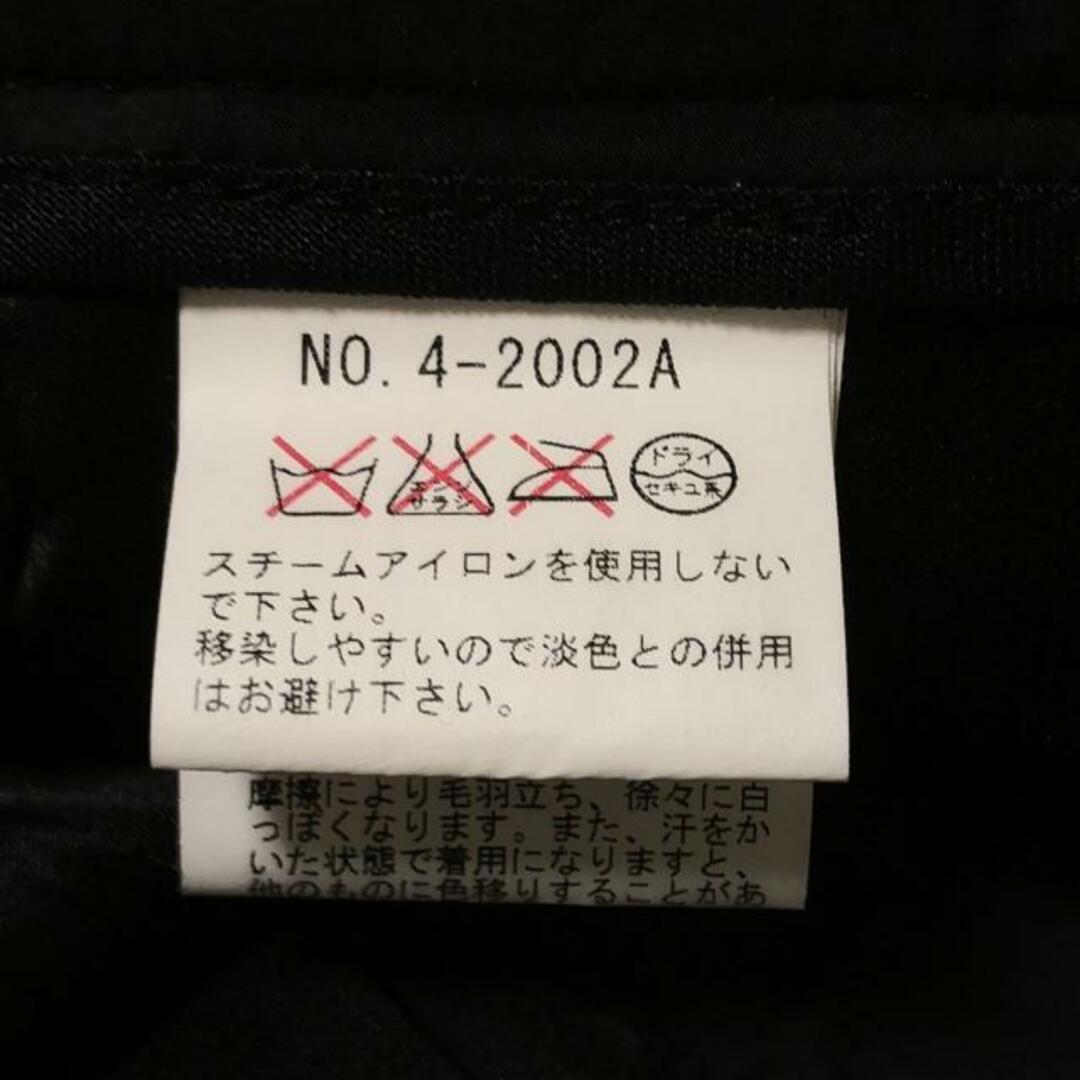 NO. 4-2002A
エンソ
サラシ
ドライ
セキユ系
スチームアイロンを使用しない
で下さい。
移染しやすいので淡色との併用
はお避け下さい。
摩擦により毛羽立ち、徐々に白
っぽくなります。また、汗をか
いた状態で着用になりますと、
他のものに色移りすることがあ